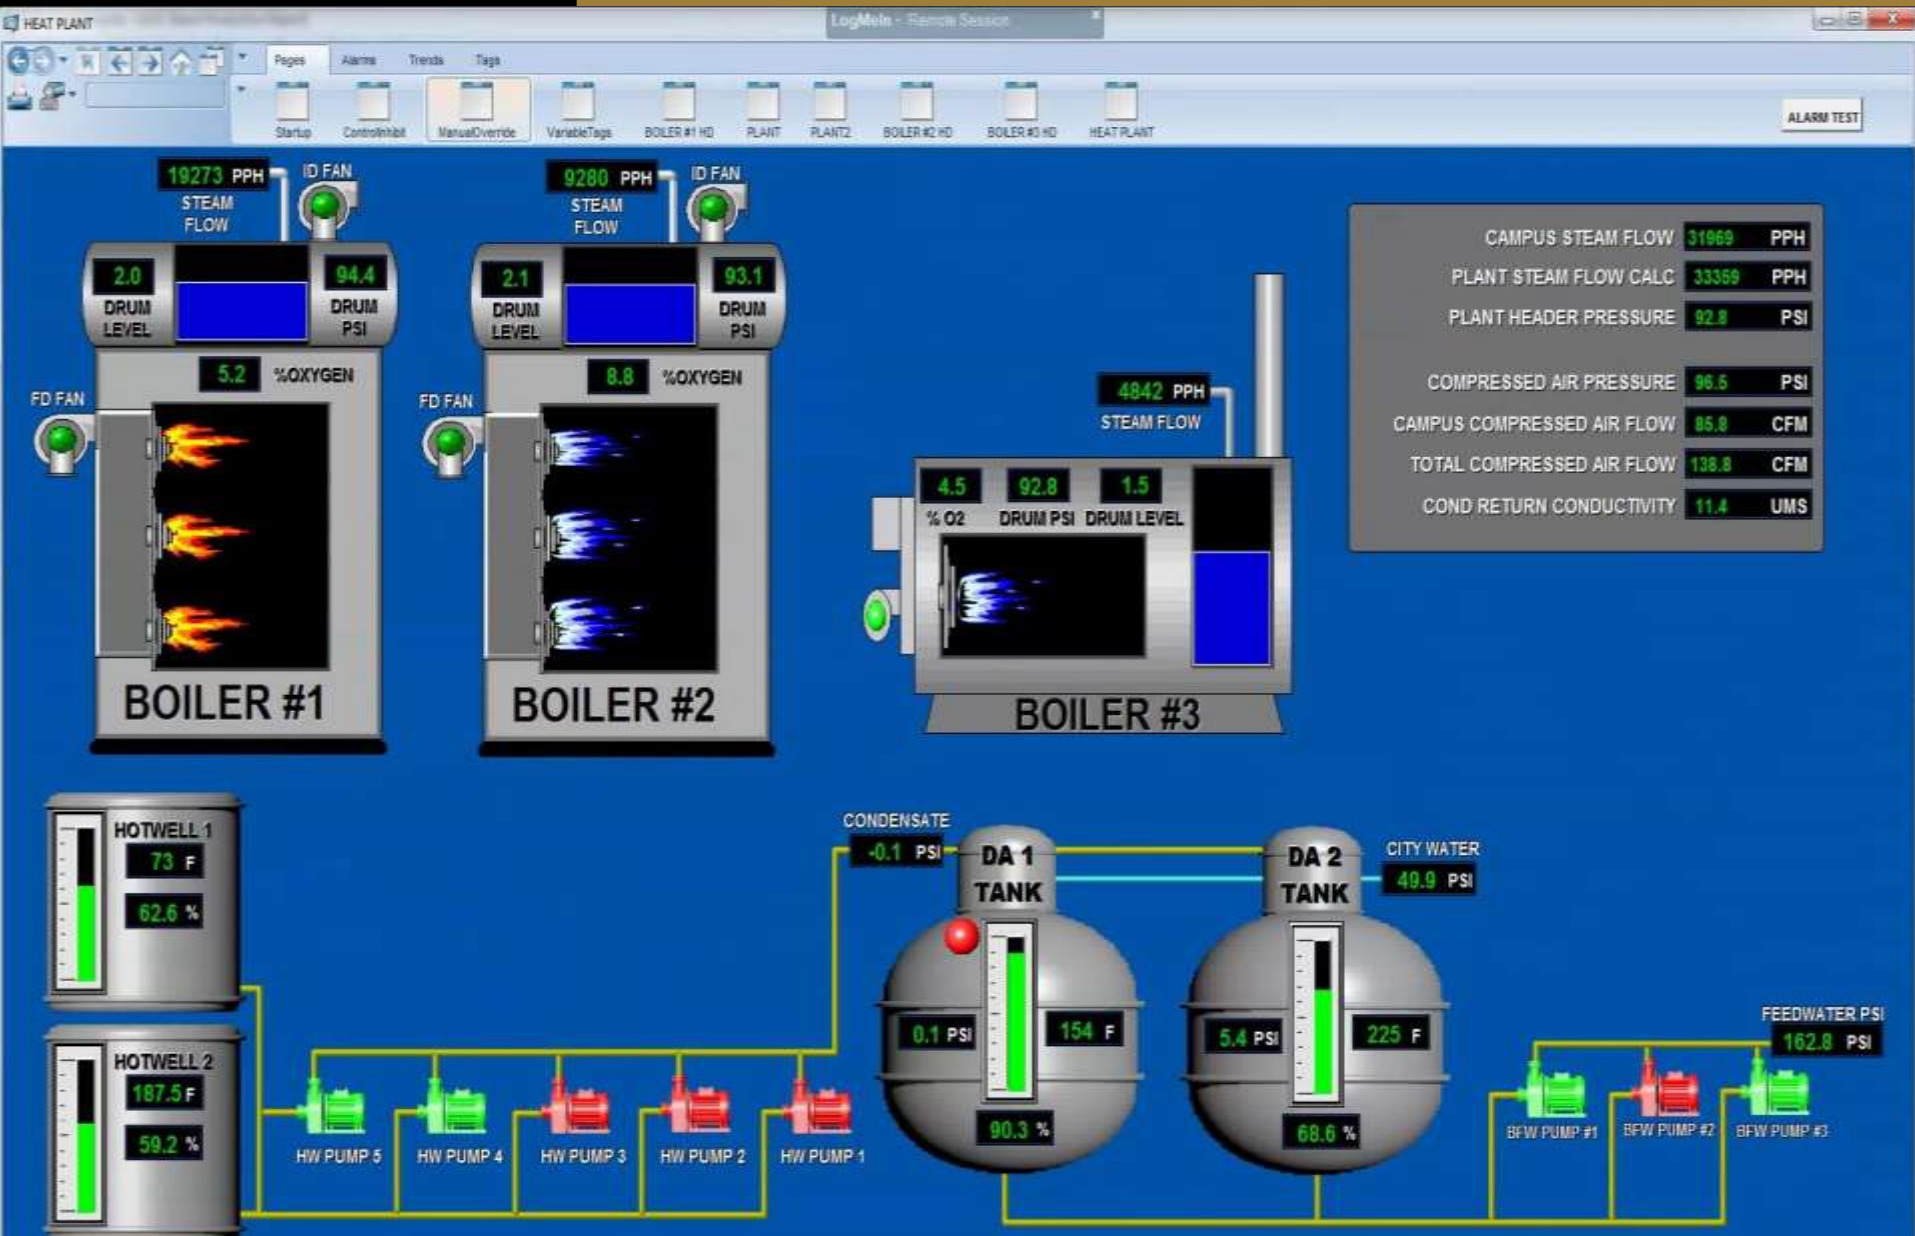 HEAT PLANT
LogMeIn - Remote Session
x
Pages Alarms Trends Tags
Startup ControlInhibit ManualOverride VariableTags BOILER #1 HD PLANT PLANT2 BOILER #2 HD BOILER #3 HD HEAT PLANT
ALARM TEST
19273 PPH
STEAM
FLOW
ID FAN
2.0
DRUM
LEVEL
94.4
DRUM
PSI
5.2 %OXYGEN
FD FAN
BOILER #1
9280 PPH
STEAM
FLOW
ID FAN
2.1
DRUM
LEVEL
93.1
DRUM
PSI
8.8 %OXYGEN
FD FAN
BOILER #2
4842 PPH
STEAM FLOW
4.5 92.8 1.5
% O2 DRUM PSI DRUM LEVEL
BOILER #3
CAMPUS STEAM FLOW 31969 PPH
PLANT STEAM FLOW CALC 33359 PPH
PLANT HEADER PRESSURE 92.8 PSI
COMPRESSED AIR PRESSURE 96.5 PSI
CAMPUS COMPRESSED AIR FLOW 85.8 CFM
TOTAL COMPRESSED AIR FLOW 138.8 CFM
COND RETURN CONDUCTIVITY 11.4 UMS
HOTWELL 1
73 F
62.6 %
HOTWELL 2
187.5 F
59.2 %
HW PUMP 5 HW PUMP 4 HW PUMP 3 HW PUMP 2 HW PUMP 1
CONDENSATE
-0.1 PSI
DA 1
TANK
0.1 PSI 154 F
90.3 %
DA 2
TANK
5.4 PSI 225 F
68.6 %
CITY WATER
49.9 PSI
FEEDWATER PSI
162.8 PSI
BFW PUMP #1 BFW PUMP #2 BFW PUMP #3